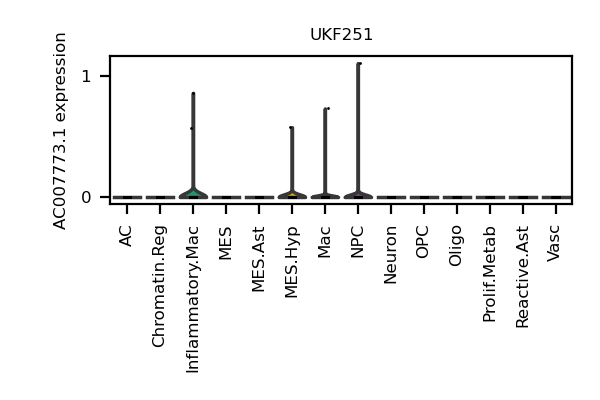 UKF251
AC007773.1 expression
1
0
AC
Chromatin.Reg
Inflammatory.Mac
MES
MES.Ast
MES.Hyp
Mac
NPC
Neuron
OPC
Oligo
Prolif.Metab
Reactive.Ast
Vasc